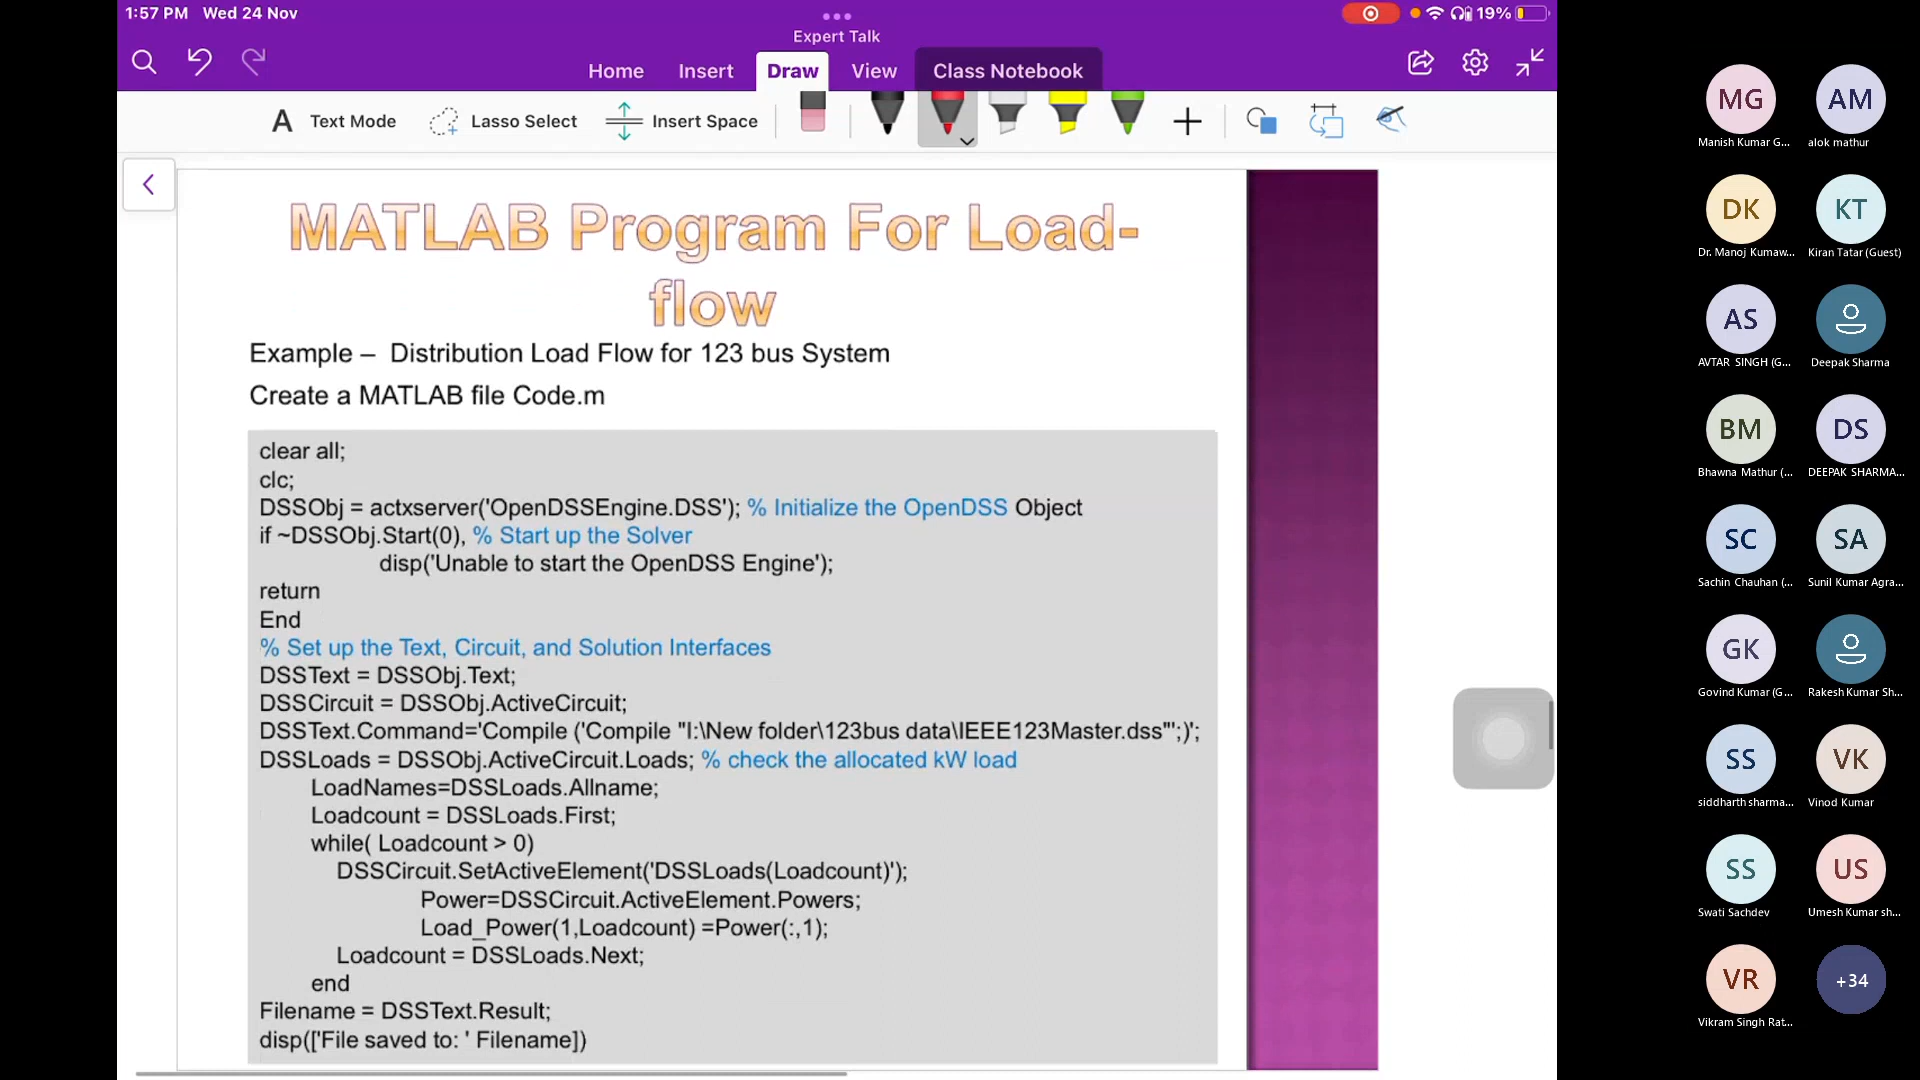 1:57 PM Wed 24 Nov
19%
Expert Talk
Home Insert Draw View Class Notebook
A Text Mode Lasso Select Insert Space
MATLAB Program For Load-
flow
Example – Distribution Load Flow for 123 bus System
Create a MATLAB file Code.m
clear all;
clc;
DSSObj = actxserver('OpenDSSEngine.DSS'); % Initialize the OpenDSS Object
if ~DSSObj.Start(0), % Start up the Solver
disp('Unable to start the OpenDSS Engine');
return
End
% Set up the Text, Circuit, and Solution Interfaces
DSSText = DSSObj.Text;
DSSCircuit = DSSObj.ActiveCircuit;
DSSText.Command='Compile ('Compile "I:\New folder\123bus data\IEEE123Master.dss"';)';
DSSLoads = DSSObj.ActiveCircuit.Loads; % check the allocated kW load
LoadNames=DSSLoads.Allname;
Loadcount = DSSLoads.First;
while( Loadcount > 0)
DSSCircuit.SetActiveElement('DSSLoads(Loadcount)');
Power=DSSCircuit.ActiveElement.Powers;
Load_Power(1,Loadcount) =Power(:,1);
Loadcount = DSSLoads.Next;
end
Filename = DSSText.Result;
disp(['File saved to: ' Filename])
MG AM
Manish Kumar G... alok mathur
DK KT
Dr. Manoj Kumaw... Kiran Tatar (Guest)
AS
AVTAR SINGH (G... Deepak Sharma
BM DS
Bhawna Mathur (... DEEPAK SHARMA...
SC SA
Sachin Chauhan (... Sunil Kumar Agra...
GK
Govind Kumar (G... Rakesh Kumar Sh...
SS VK
siddharth sharma... Vinod Kumar
SS US
Swati Sachdev Umesh Kumar sh...
VR +34
Vikram Singh Rat...